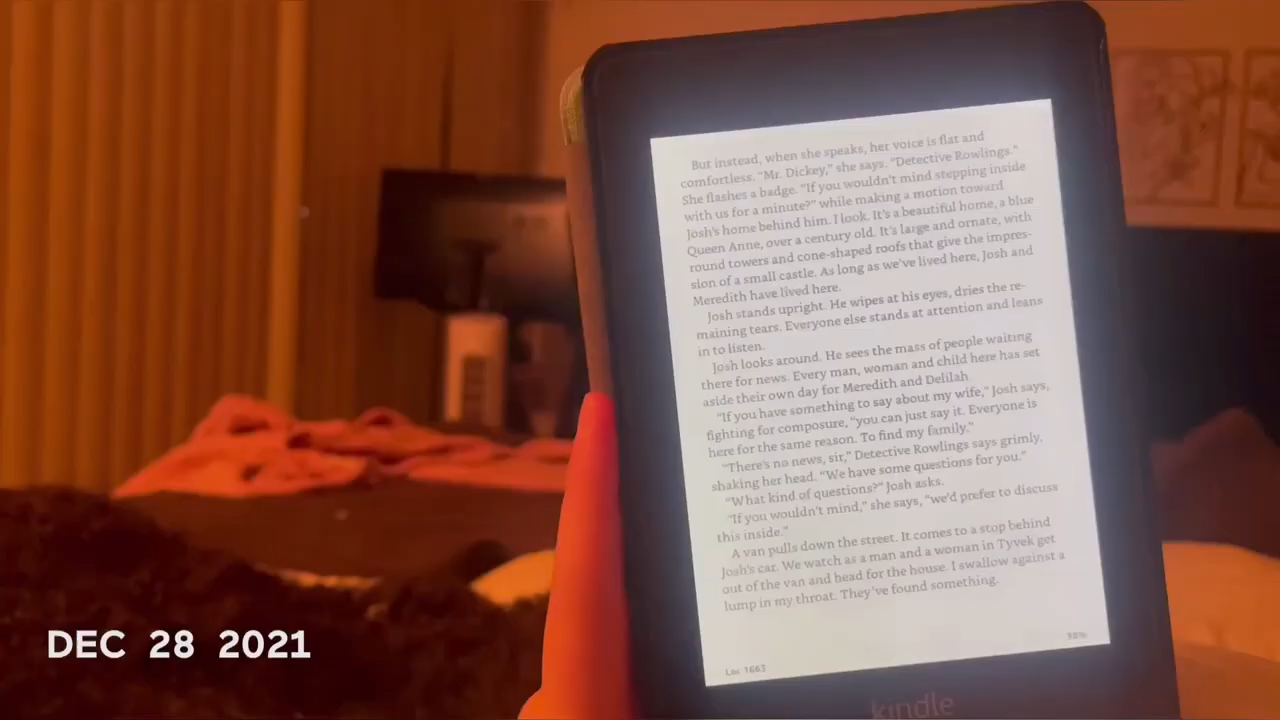 But instead, when she speaks, her voice is flat and
comfortless. “Mr. Dickey,” she says. “Detective Rowlings.”
She flashes a badge. “If you wouldn’t mind stepping inside
with us for a minute?” while making a motion toward
Josh’s home behind him. I look. It’s a beautiful home, a blue
Queen Anne, over a century old. It’s large and ornate, with
round towers and cone-shaped roofs that give the impres-
sion of a small castle. As long as we’ve lived here, Josh and
Meredith have lived here.
Josh stands upright. He wipes at his eyes, dries the re-
maining tears. Everyone else stands at attention and leans
in to listen.
Josh looks around. He sees the mass of people waiting
there for news. Every man, woman and child here has set
aside their own day for Meredith and Delilah.
“If you have something to say about my wife,” Josh says,
fighting for composure, “you can just say it. Everyone is
here for the same reason. To find my family.”
“There’s no news, sir,” Detective Rowlings says grimly,
shaking her head. “We have some questions for you.”
“What kind of questions?” Josh asks.
“If you wouldn’t mind,” she says, “we’d prefer to discuss
this inside.”
A van pulls down the street. It comes to a stop behind
Josh’s car. We watch as a man and a woman in Tyvek get
out of the van and head for the house. I swallow against a
lump in my throat. They’ve found something.
Loc 1663
kindle
DEC 28 2021